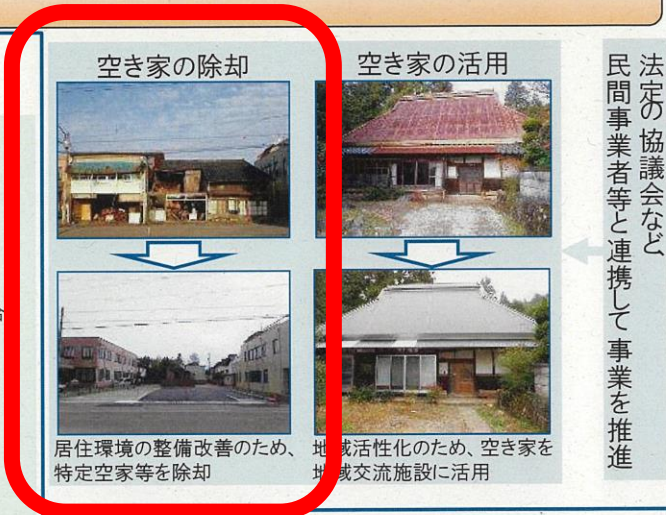 空き家の除却
居住環境の整備改善のため、
特定空家等を除却
空き家の活用
地域活性化のため、空き家を
地域交流施設に活用
法定の協議会など
民間事業者等と連携して事業を推進